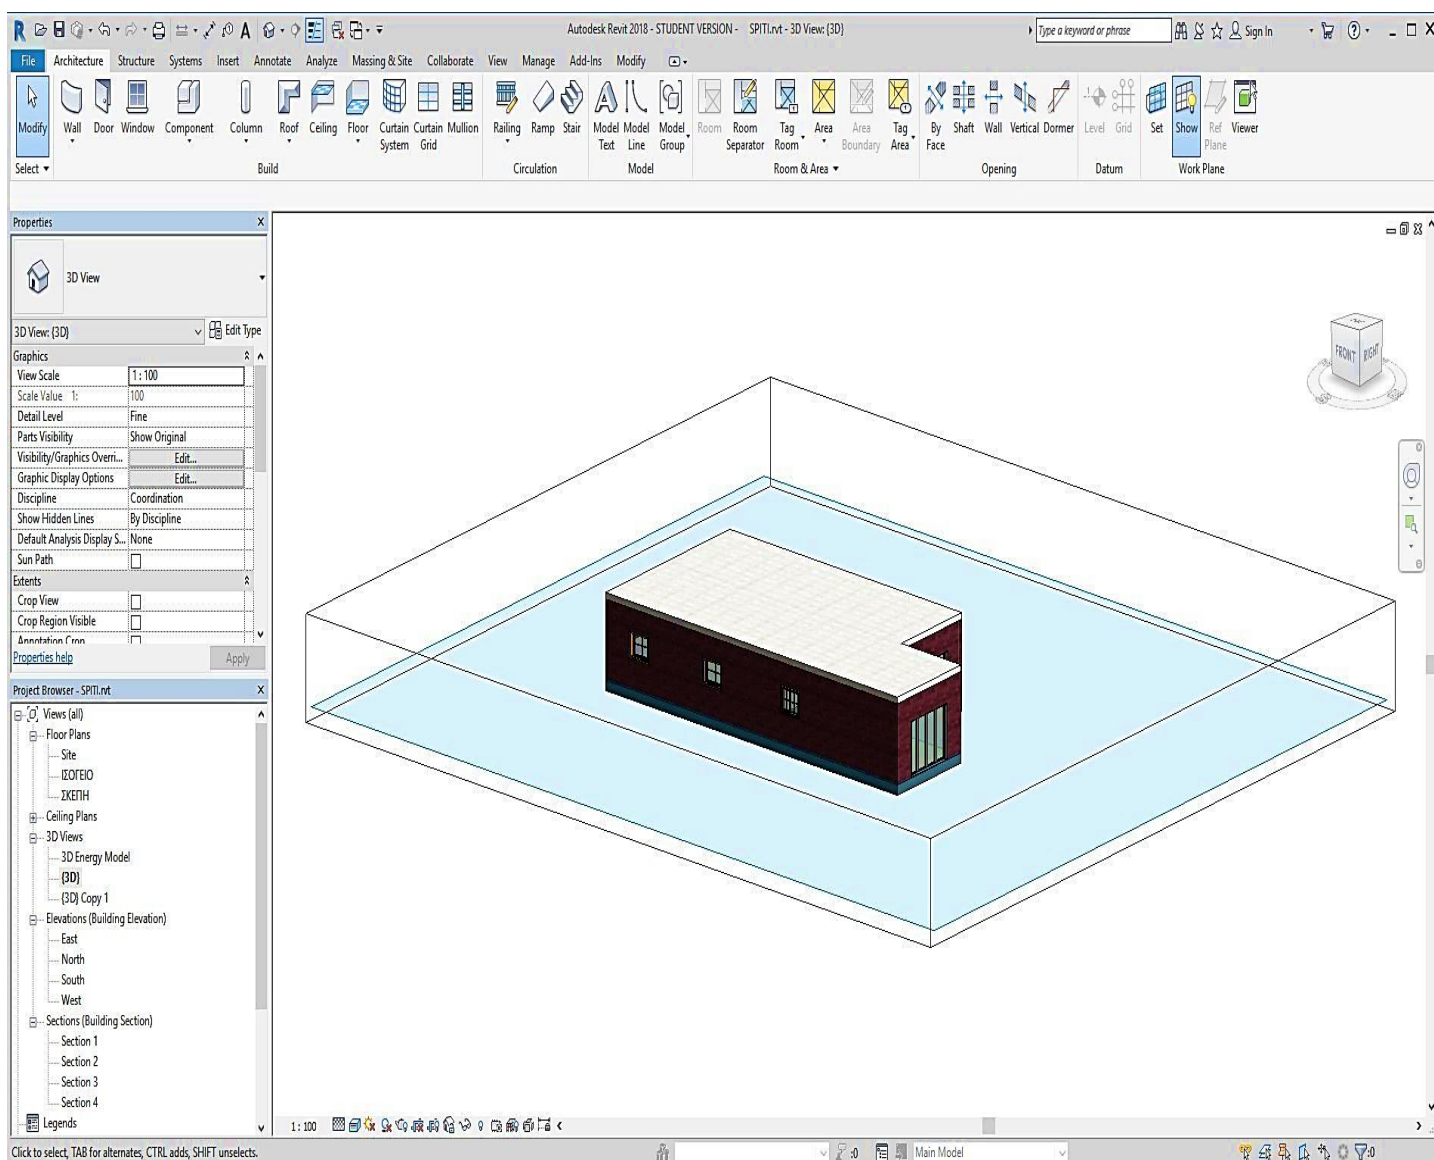 Autodesk Revit 2018 - STUDENT VERSION - SPITI.rvt - 3D View: {3D}
Type a keyword or phrase
Sign In
File Architecture Structure Systems Insert Annotate Analyze Massing & Site Collaborate View Manage Add-Ins Modify
Modify Wall Door Window Component Column Roof Ceiling Floor Curtain System Curtain Grid Mullion Railing Ramp Stair Model Text Model Line Model Group Room Room Separator Tag Room Area Area Boundary Tag Area By Face Shaft Wall Vertical Dormer Level Grid Set Show Ref Plane Viewer
Select Build Circulation Model Room & Area Opening Datum Work Plane
Properties
3D View
3D View: {3D} Edit Type
Graphics
View Scale 1 : 100
Scale Value 1: 100
Detail Level Fine
Parts Visibility Show Original
Visibility/Graphics Overri... Edit...
Graphic Display Options Edit...
Discipline Coordination
Show Hidden Lines By Discipline
Default Analysis Display S... None
Sun Path
Extents
Crop View
Crop Region Visible
Annotation Crop
Properties help Apply
Project Browser - SPITI.rvt
Views (all)
Floor Plans
Site
ΙΣΟΓΕΙΟ
ΣΚΕΠΗ
Ceiling Plans
3D Views
3D Energy Model
{3D}
{3D} Copy 1
Elevations (Building Elevation)
East
North
South
West
Sections (Building Section)
Section 1
Section 2
Section 3
Section 4
Legends
FRONT RIGHT
1 : 100
Click to select, TAB for alternates, CTRL adds, SHIFT unselects.
:0 Main Model :0